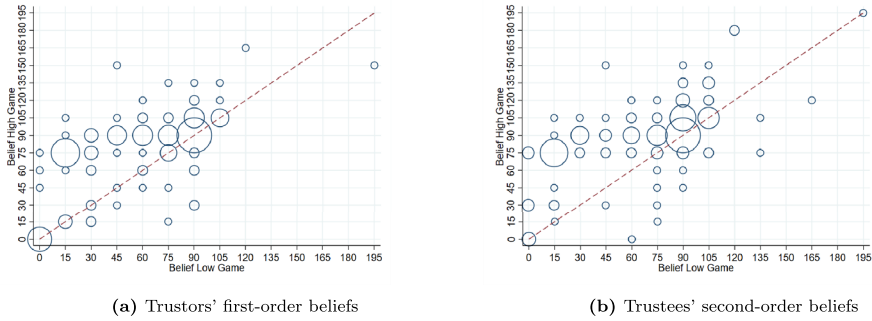 Belief High Game
0 15 30 45 60 75 90 105 120 135 150 165 180 195
0 15 30 45 60 75 90 105 120 135 150 165 180 195
Belief Low Game
(a) Trustors' first-order beliefs
Belief High Game
0 15 30 45 60 75 90 105 120 135 150 165 180 195
0 15 30 45 60 75 90 105 120 135 150 165 180 195
Belief Low Game
(b) Trustees' second-order beliefs